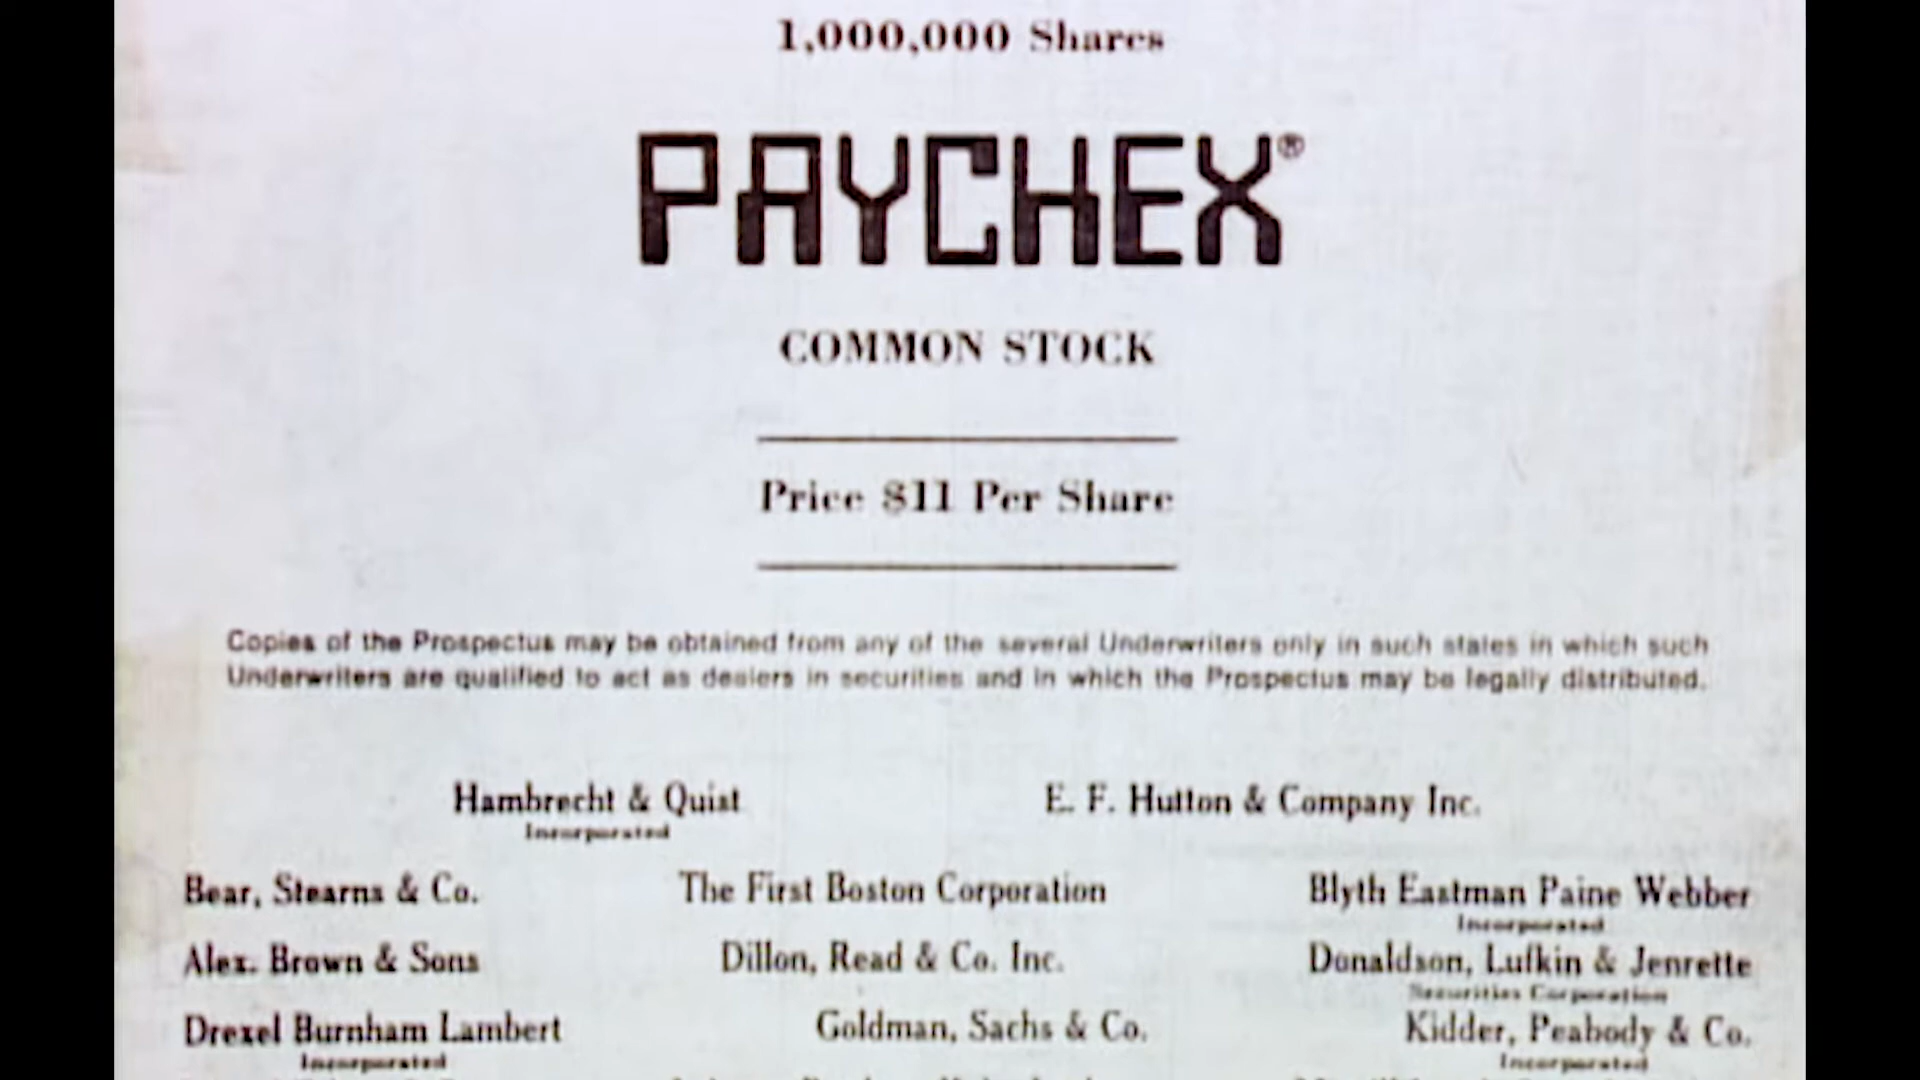 1,000,000 Shares
PAYCHEX®
COMMON STOCK
Price $11 Per Share
Copies of the Prospectus may be obtained from any of the several Underwriters only in such states in which such
Underwriters are qualified to act as dealers in securities and in which the Prospectus may be legally distributed.
Hambrecht & Quist
Incorporated
E. F. Hutton & Company Inc.
Bear, Stearns & Co.
The First Boston Corporation
Blyth Eastman Paine Webber
Incorporated
Alex. Brown & Sons
Dillon, Read & Co. Inc.
Donaldson, Lufkin & Jenrette
Securities Corporation
Drexel Burnham Lambert
Incorporated
Goldman, Sachs & Co.
Kidder, Peabody & Co.
Incorporated